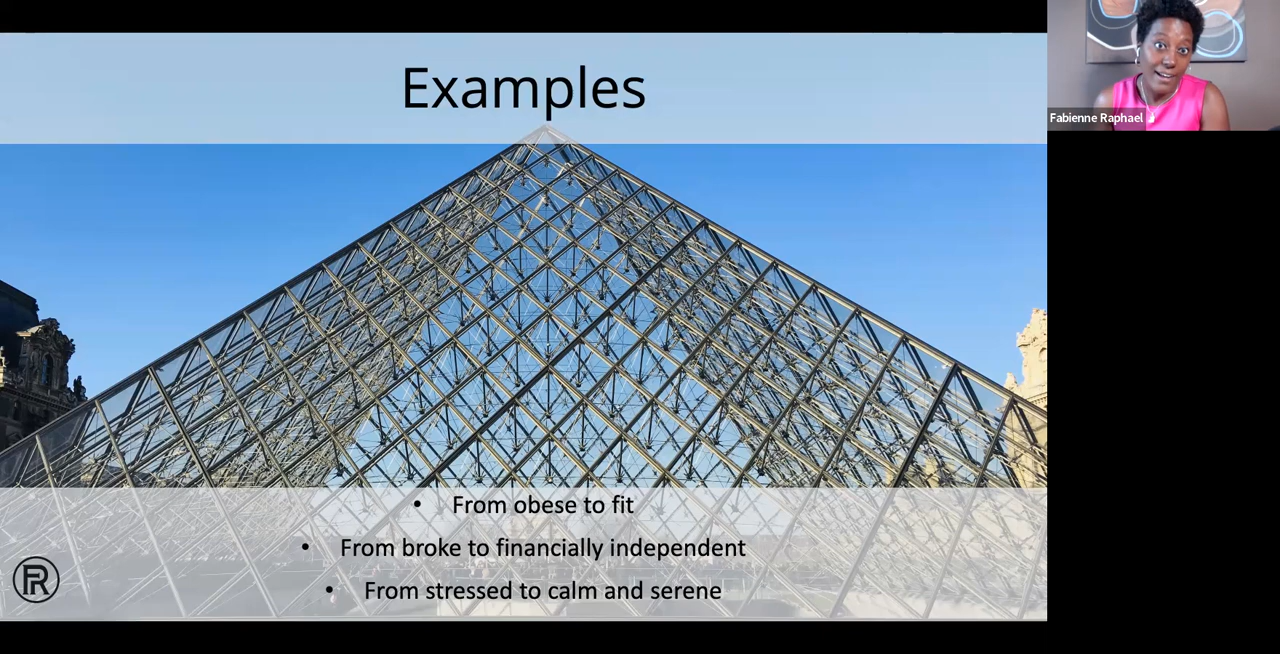 Examples
Fabienne Raphael
• From obese to fit
• From broke to financially independent
• From stressed to calm and serene
R